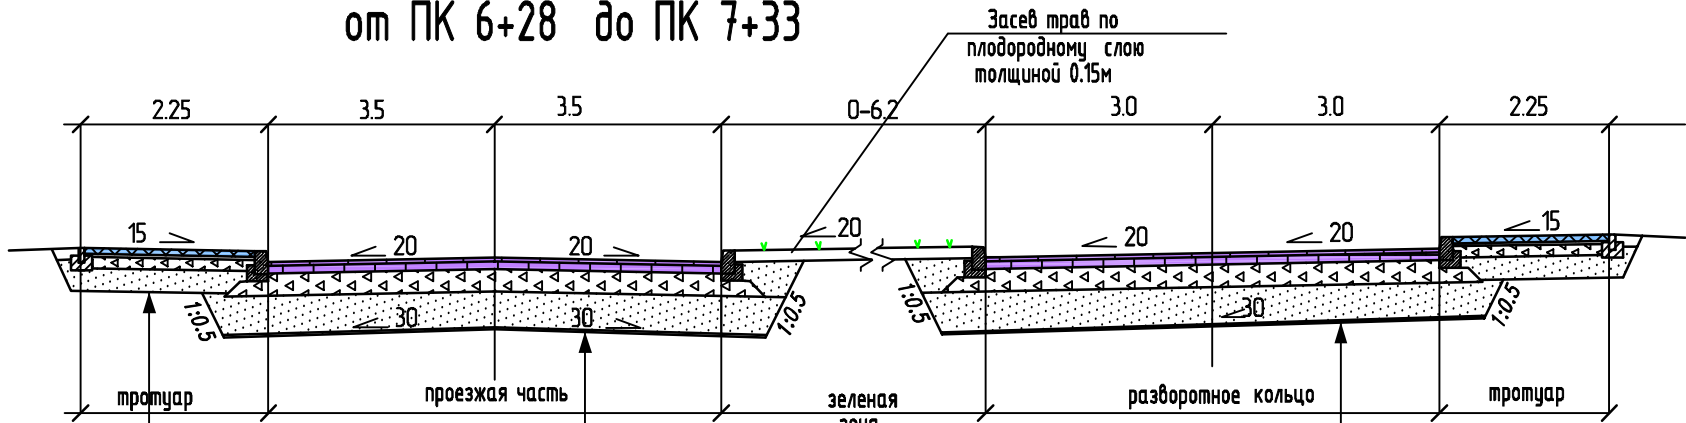 от ПК 6+28 до ПК 7+33
Засев трав по
плодородному слою
толщиной 0.15м
2.25 3.5 3.5 0-6.2 3.0 3.0 2.25
15 20 20 20 20 20 15
1:0.5 30 30 1:0.5 1:0.5 30 1:0.5
тротуар проезжая часть зеленая разворотное кольцо тротуар